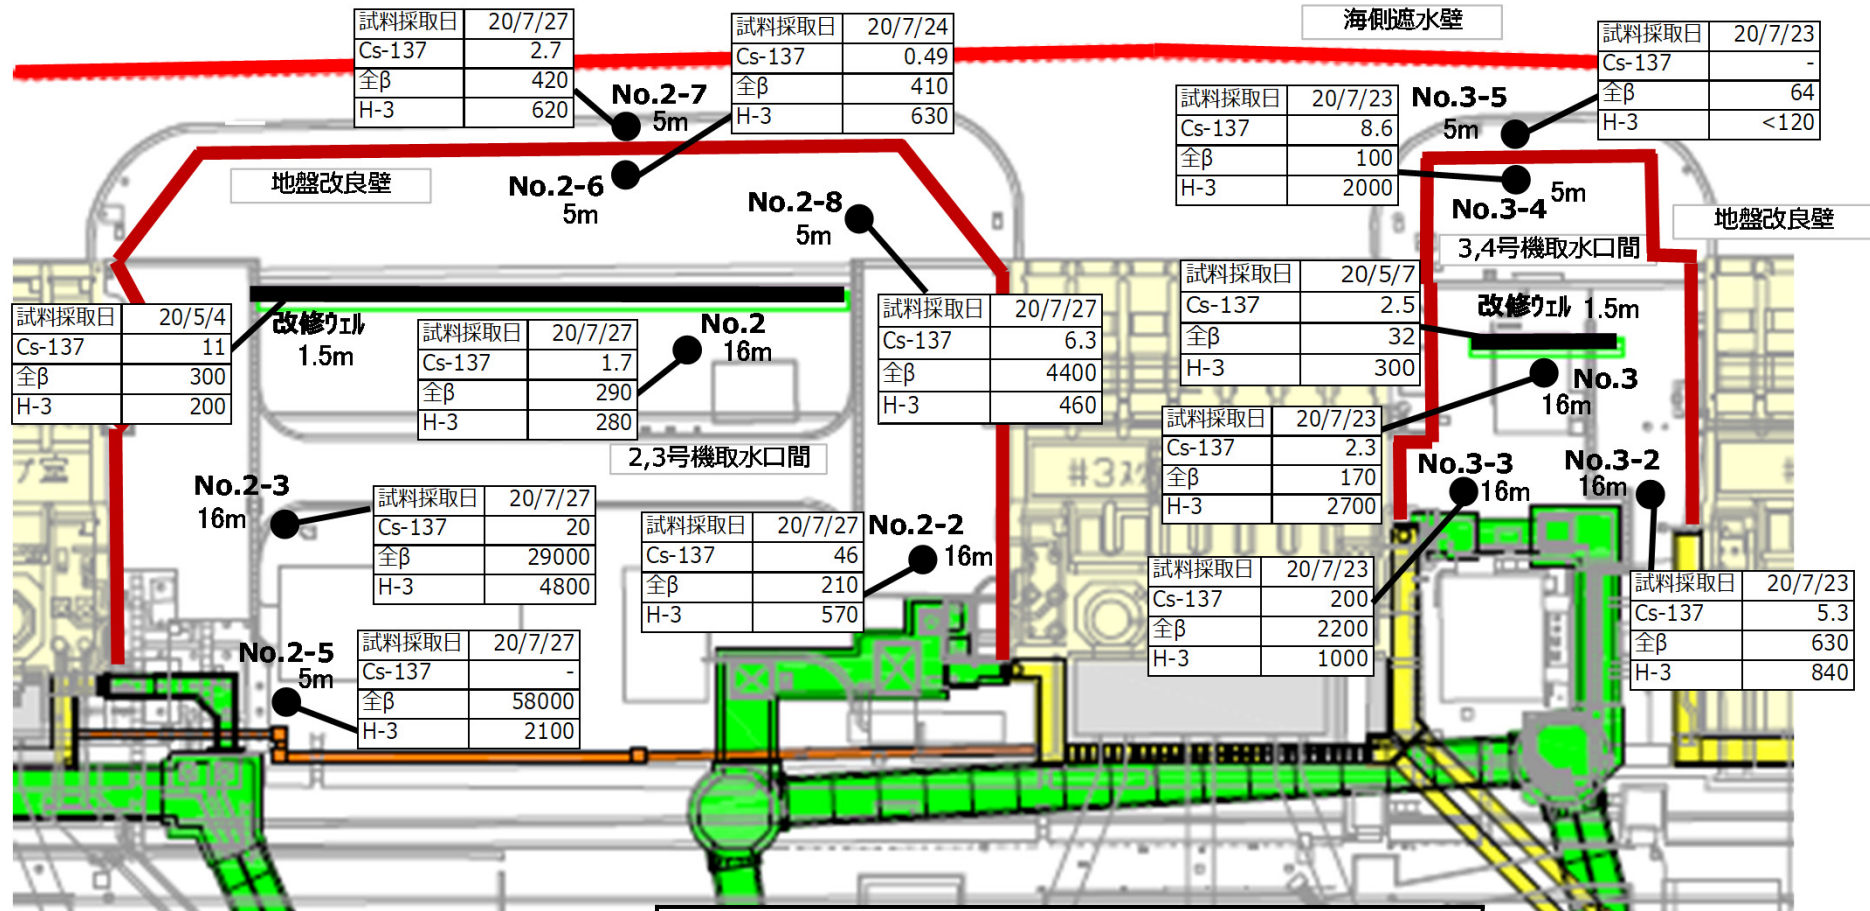 海側遮水壁
試料採取日 20/7/27
Cs-137 2.7
全β 420
H-3 620
No.2-7
5m
試料採取日 20/7/24
Cs-137 0.49
全β 410
H-3 630
No.2-6
5m
地盤改良壁
No.2-8
5m
試料採取日 20/7/27
Cs-137 6.3
全β 4400
H-3 460
試料採取日 20/5/4
Cs-137 11
全β 300
H-3 200
改修ウェル
1.5m
試料採取日 20/7/27
Cs-137 1.7
全β 290
H-3 280
No.2
16m
2,3号機取水口間
No.2-3
16m
試料採取日 20/7/27
Cs-137 20
全β 29000
H-3 4800
試料採取日 20/7/27
Cs-137 46
全β 210
H-3 570
No.2-2
16m
No.2-5
5m
試料採取日 20/7/27
Cs-137 -
全β 58000
H-3 2100
試料採取日 20/7/23
Cs-137 -
全β 64
H-3 <120
No.3-5
5m
試料採取日 20/7/23
Cs-137 8.6
全β 100
H-3 2000
No.3-4
5m
地盤改良壁
3,4号機取水口間
試料採取日 20/5/7
Cs-137 2.5
全β 32
H-3 300
改修ウェル 1.5m
No.3
16m
試料採取日 20/7/23
Cs-137 2.3
全β 170
H-3 2700
No.3-3
16m
No.3-2
16m
試料採取日 20/7/23
Cs-137 200
全β 2200
H-3 1000
試料採取日 20/7/23
Cs-137 5.3
全β 630
H-3 840
プ室
#3スク